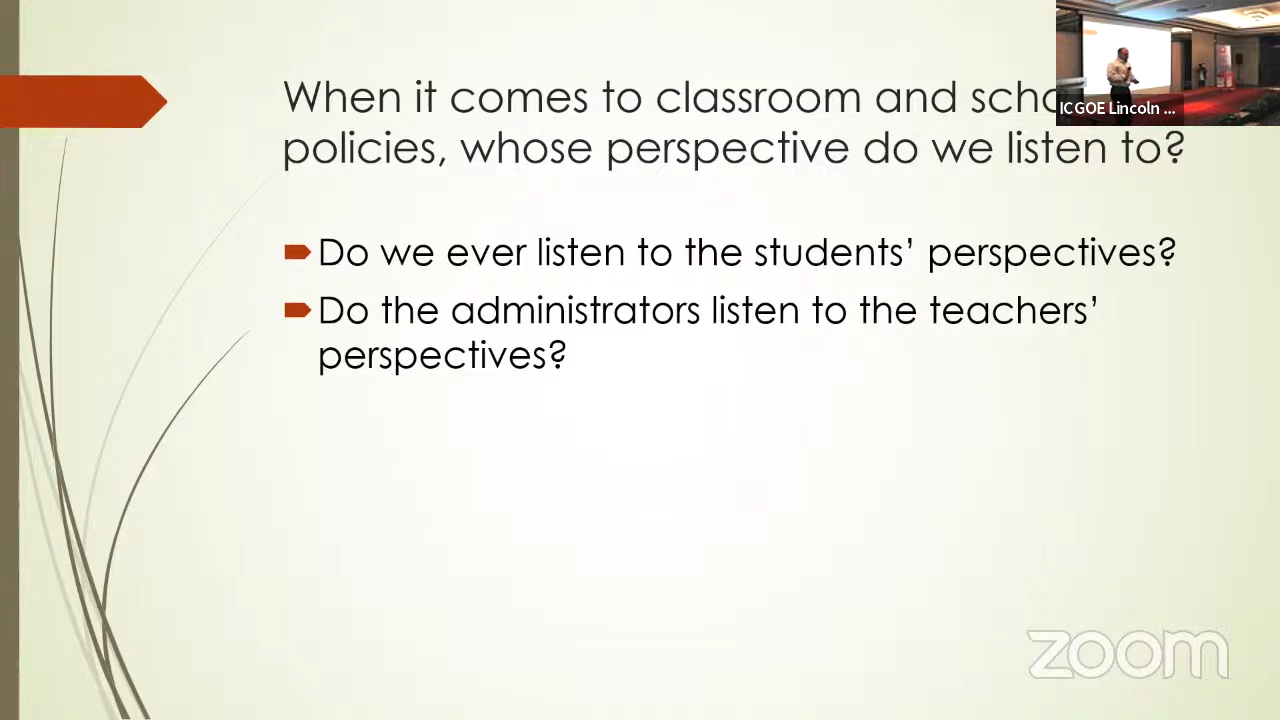 When it comes to classroom and
policies, whose perspective do we listen to?
Do we ever listen to the students’ perspectives?
Do the administrators listen to the teachers’
perspectives?
ICGOE Lincoln ...
zoom